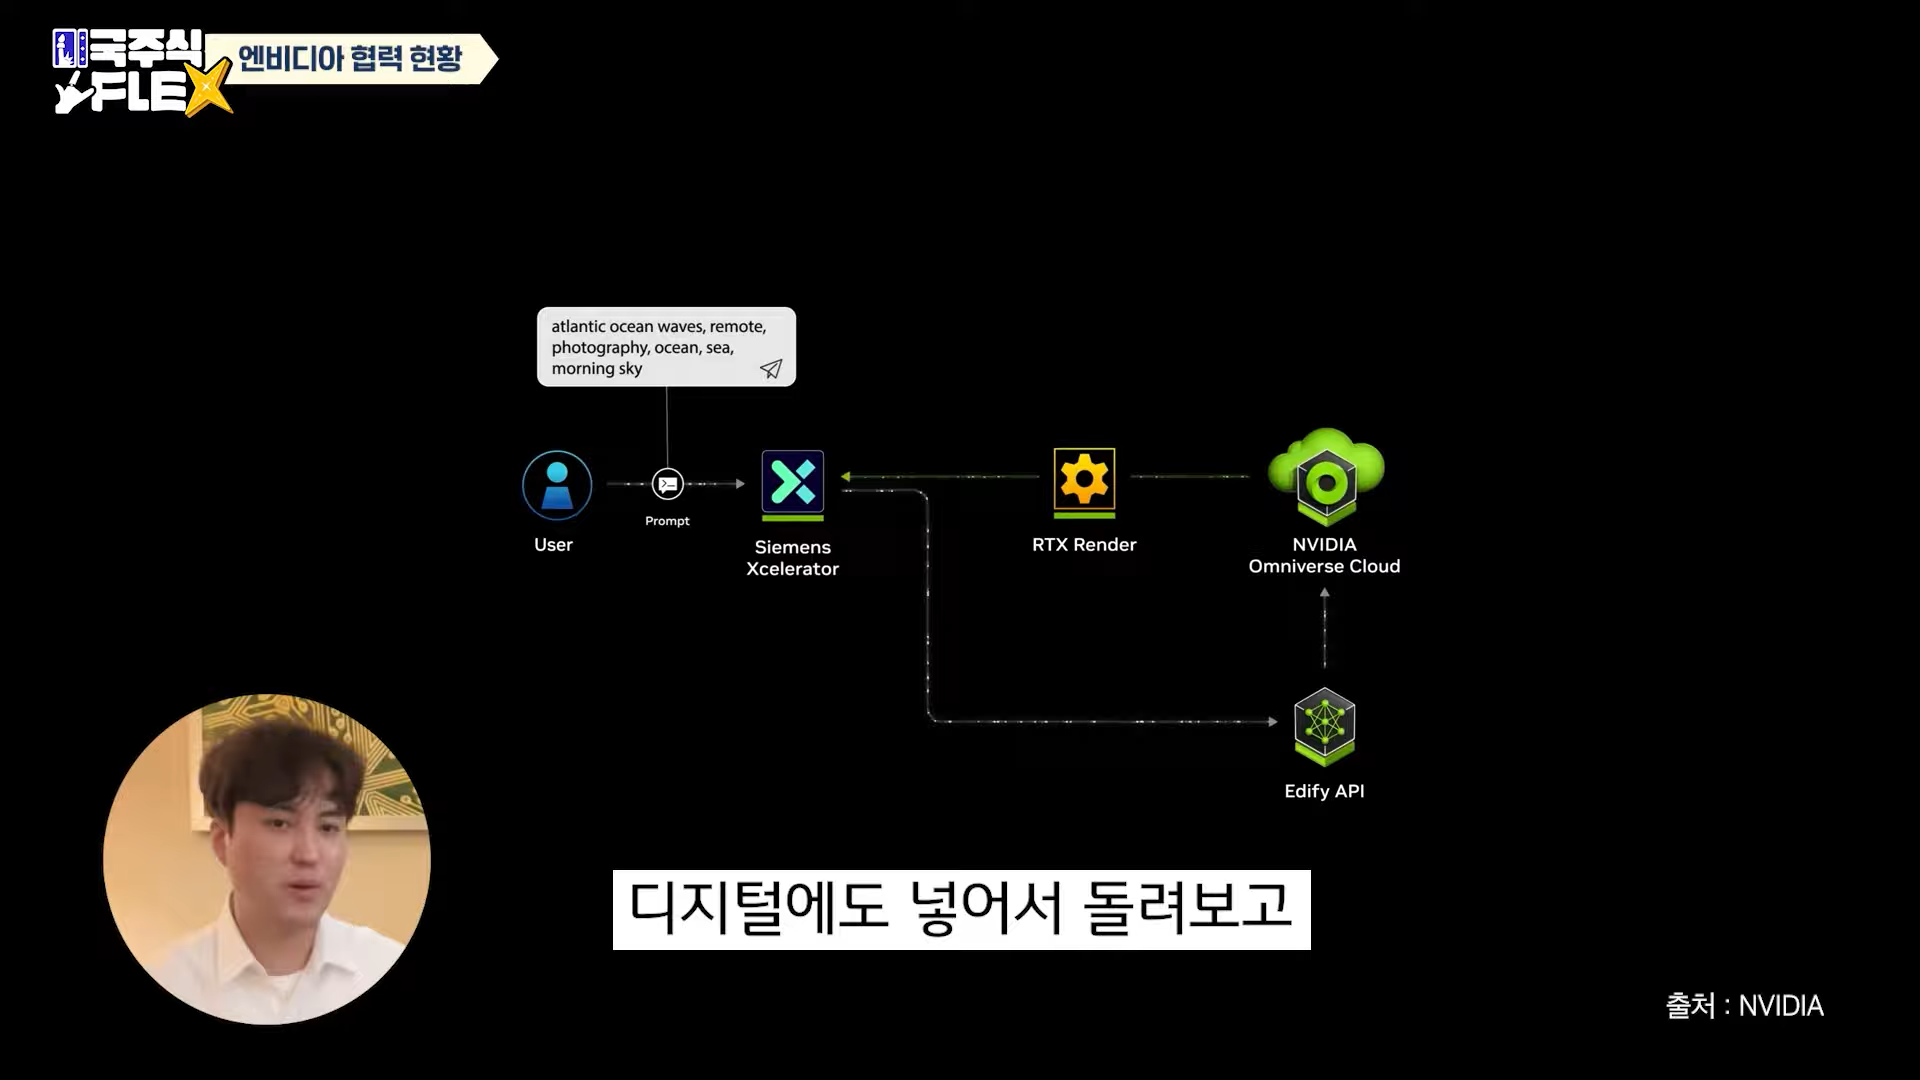 미국주식
FLEX
엔비디아 협력 현황
atlantic ocean waves, remote,
photography, ocean, sea,
morning sky
User
Prompt
Siemens
Xcelerator
RTX Render
NVIDIA
Omniverse Cloud
Edify API
디지털에도 넣어서 돌려보고
출처 : NVIDIA